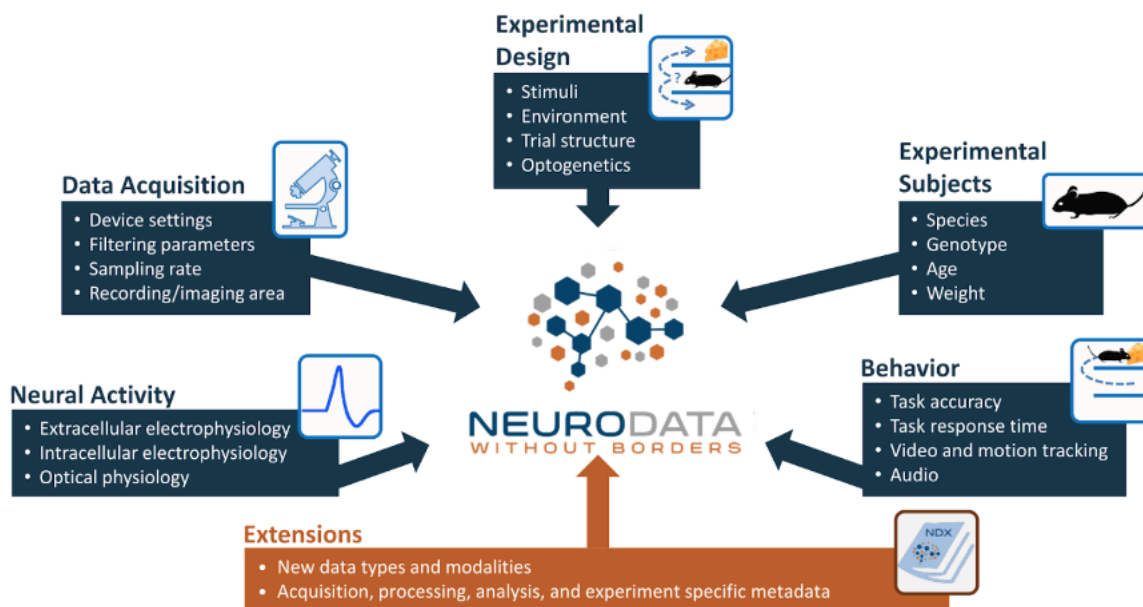 Experimental
Design
• Stimuli
• Environment
• Trial structure
• Optogenetics
?
Data Acquisition
• Device settings
• Filtering parameters
• Sampling rate
• Recording/imaging area
Experimental
Subjects
• Species
• Genotype
• Age
• Weight
Neural Activity
• Extracellular electrophysiology
• Intracellular electrophysiology
• Optical physiology
NEURODATA
WITHOUT BORDERS
Behavior
• Task accuracy
• Task response time
• Video and motion tracking
• Audio
Extensions
• New data types and modalities
• Acquisition, processing, analysis, and experiment specific metadata
NDX